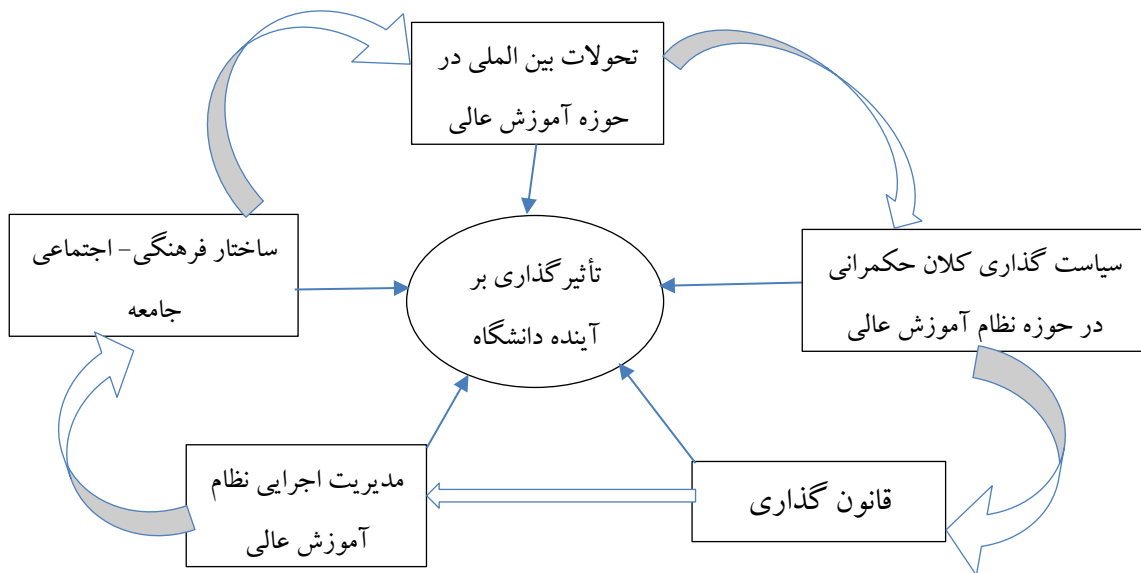 تحولات بین المللی در
حوزه آموزش عالی
سیاست گذاری کلان حکمرانی
در حوزه نظام آموزش عالی
ساختار فرهنگی– اجتماعی
جامعه
تأثیرگذاری بر
آینده دانشگاه
قانون گذاری
مدیریت اجرایی نظام
آموزش عالی